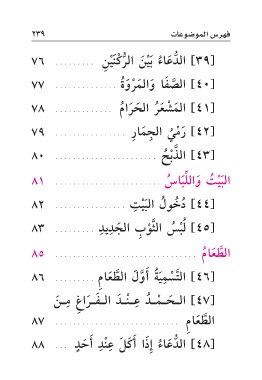 فهرس الموضوعات ٢٣٩
[٣٩] الدُّعَاءُ بَيْنَ الرُّكْنَيْنِ .......... ٧٦
[٤٠] الصَّفَا وَالمَرْوَةُ ............ ٧٧
[٤١] المَشْعَرُ الحَرَامُ ............ ٧٨
[٤٢] رَمْيُ الجِمَارِ ............... ٧٩
[٤٣] الذَّبْحُ ...................... ٨٠
البَيْتُ وَاللِّبَاسُ .................. ٨١
[٤٤] دُخُولُ البَيْتِ ............... ٨٢
[٤٥] لُبْسُ الثَّوْبِ الجَدِيدِ ......... ٨٣
الطَّعَامُ ............................ ٨٥
[٤٦] التَّسْمِيَةُ أَوَّلَ الطَّعَامِ ......... ٨٦
[٤٧] الحَمْدُ عِنْدَ الفَرَاغِ مِنَ
الطَّعَامِ ............................ ٨٧
[٤٨] الدُّعَاءُ إِذَا أَكَلَ عِنْدَ أَحَدٍ ... ٨٨